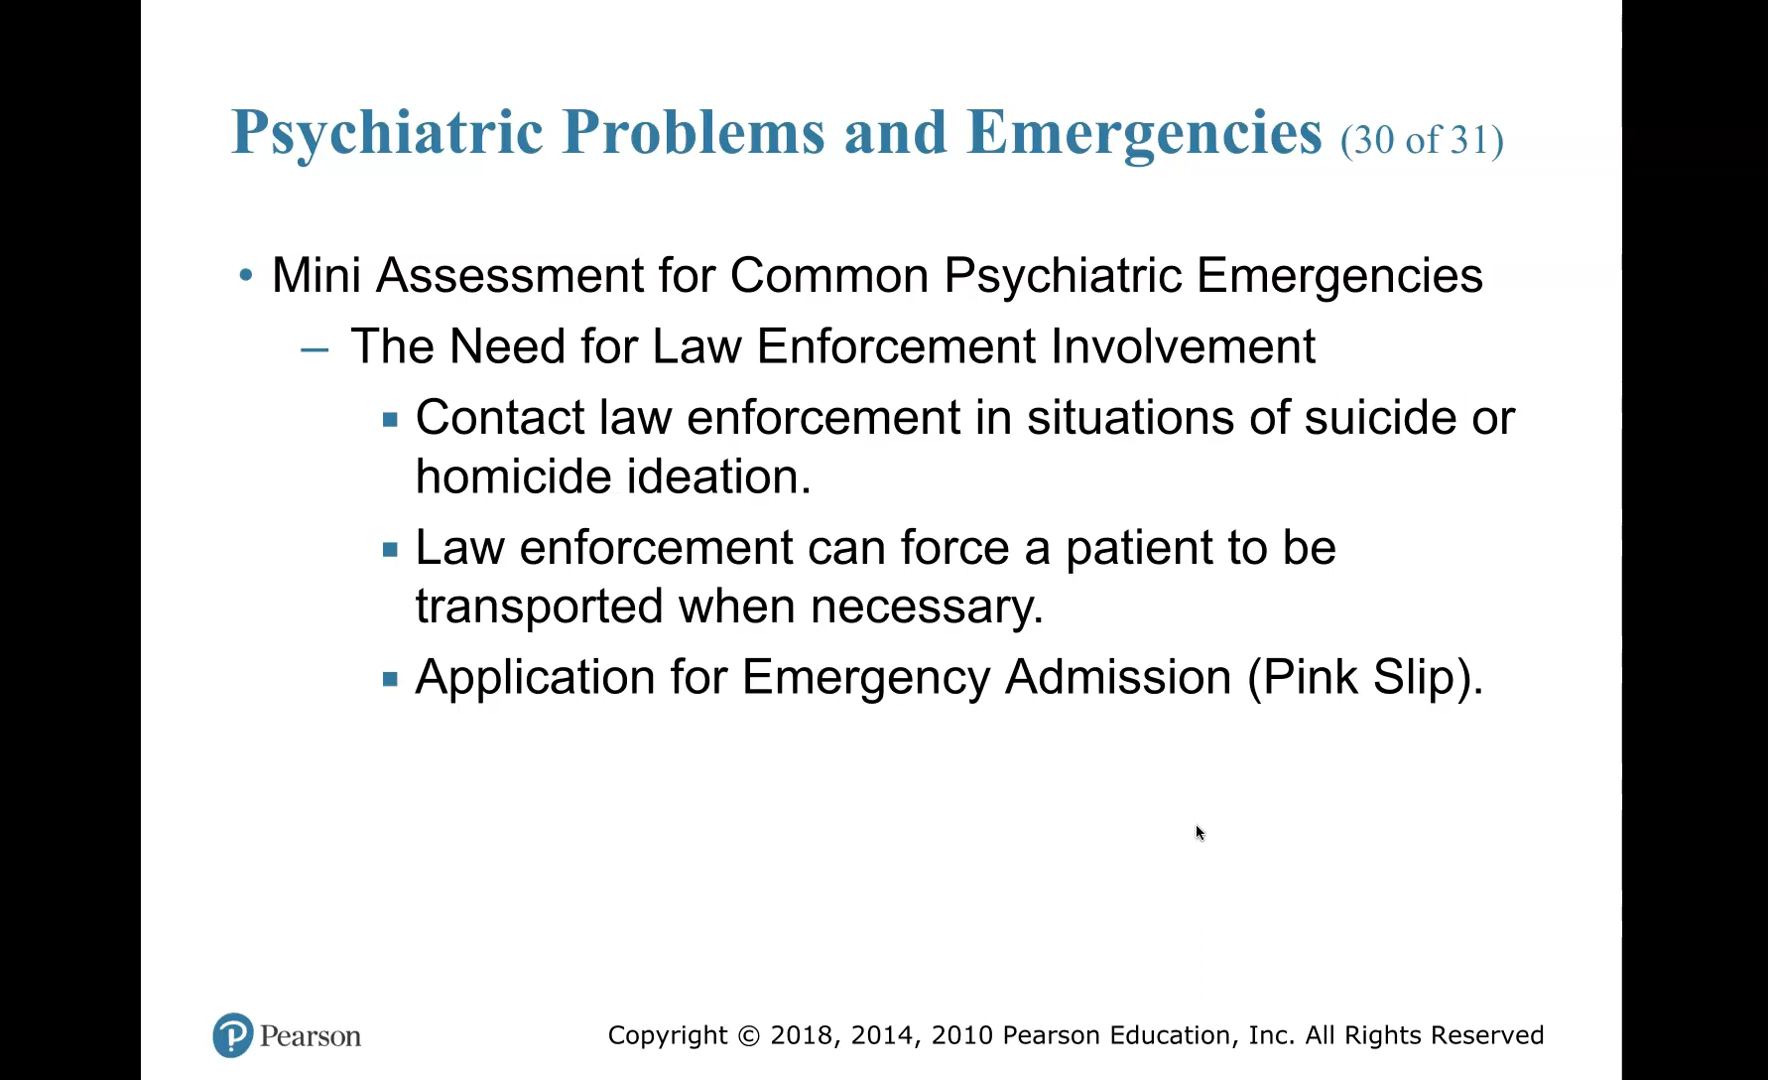 Psychiatric Problems and Emergencies (30 of 31)
• Mini Assessment for Common Psychiatric Emergencies
– The Need for Law Enforcement Involvement
▪ Contact law enforcement in situations of suicide or
homicide ideation.
▪ Law enforcement can force a patient to be
transported when necessary.
▪ Application for Emergency Admission (Pink Slip).
Pearson
Copyright © 2018, 2014, 2010 Pearson Education, Inc. All Rights Reserved